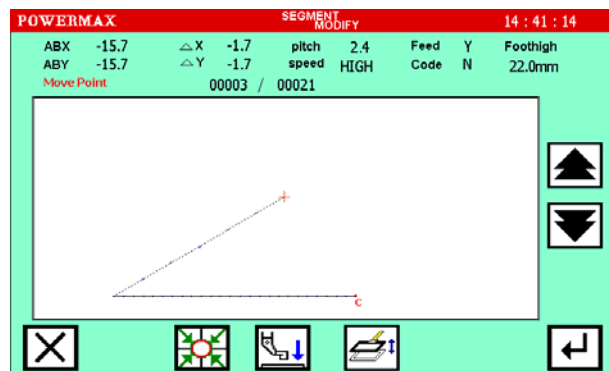 POWERMAX SEGMENT MODIFY 14 : 41 : 14
ABX -15.7 △X -1.7 pitch 2.4 Feed Y Foothigh
ABY -15.7 △Y -1.7 speed HIGH Code N 22.0mm
Move Point 00003 / 00021
C